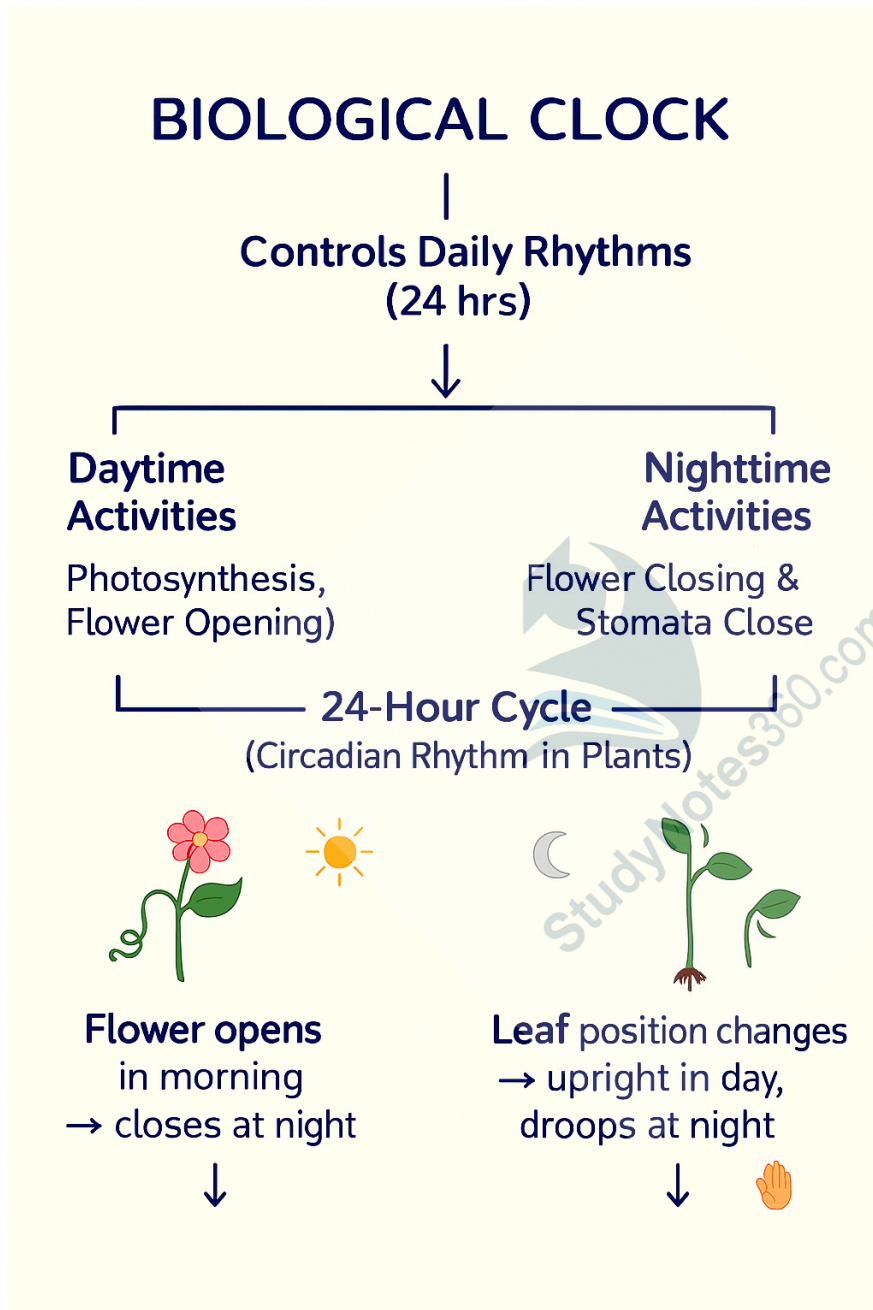 BIOLOGICAL CLOCK
Controls Daily Rhythms
(24 hrs)
Daytime
Activities
Photosynthesis,
Flower Opening)
Nighttime
Activities
Flower Closing &
Stomata Close
24-Hour Cycle
(Circadian Rhythm in Plants)
Flower opens
in morning
→ closes at night
Leaf position changes
→ upright in day,
droops at night
StudyNotes360.com